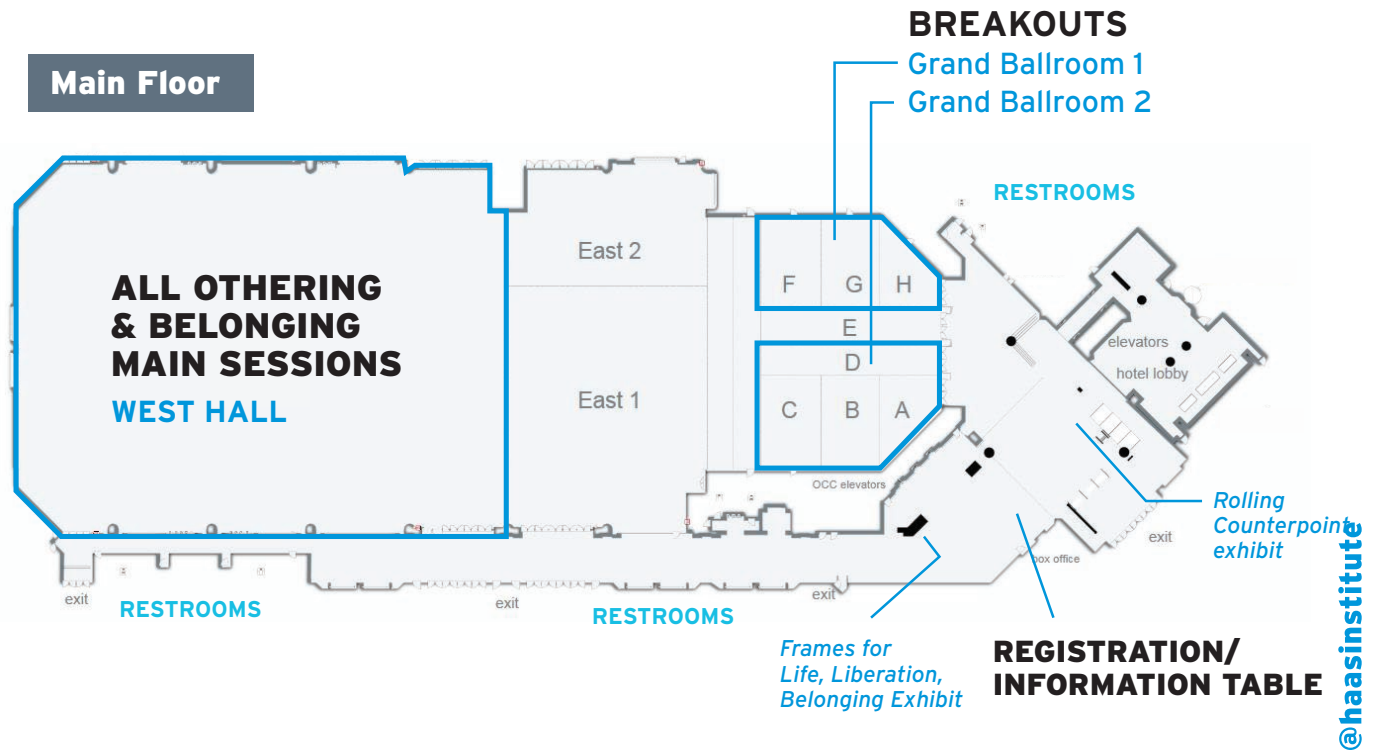 BREAKOUTS
Grand Ballroom 1
Grand Ballroom 2
Main Floor
RESTROOMS
East 2
F
G
H
E
D
C
B
A
East 1
ALL OTHERING
& BELONGING
MAIN SESSIONS
WEST HALL
elevators
hotel lobby
OCC elevators
Rolling
Counterpoint
exhibit
exit
box office
exit
RESTROOMS
exit
RESTROOMS
exit
Frames for
Life, Liberation,
Belonging Exhibit
REGISTRATION/
INFORMATION TABLE
@haasinstitute